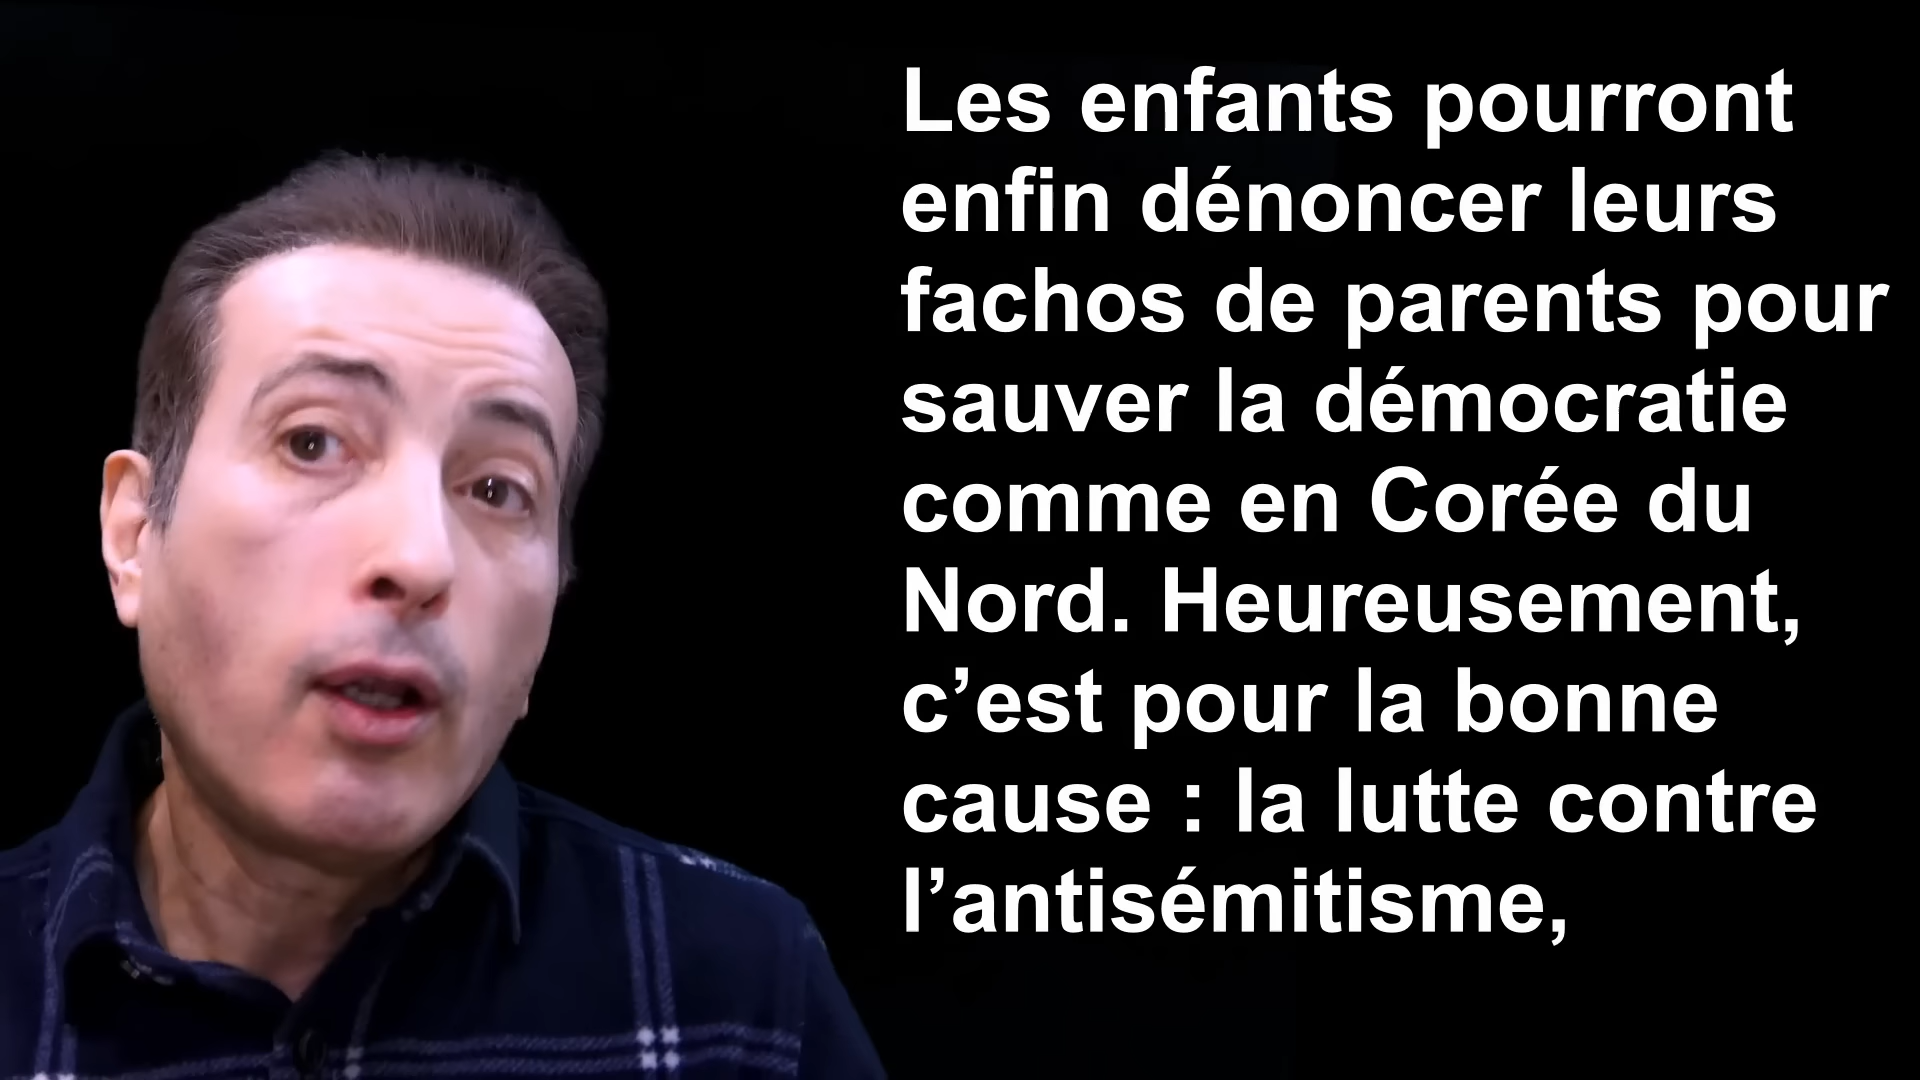 Les enfants pourront
enfin dénoncer leurs
fachos de parents pour
sauver la démocratie
comme en Corée du
Nord. Heureusement,
c’est pour la bonne
cause : la lutte contre
l’antisémitisme,